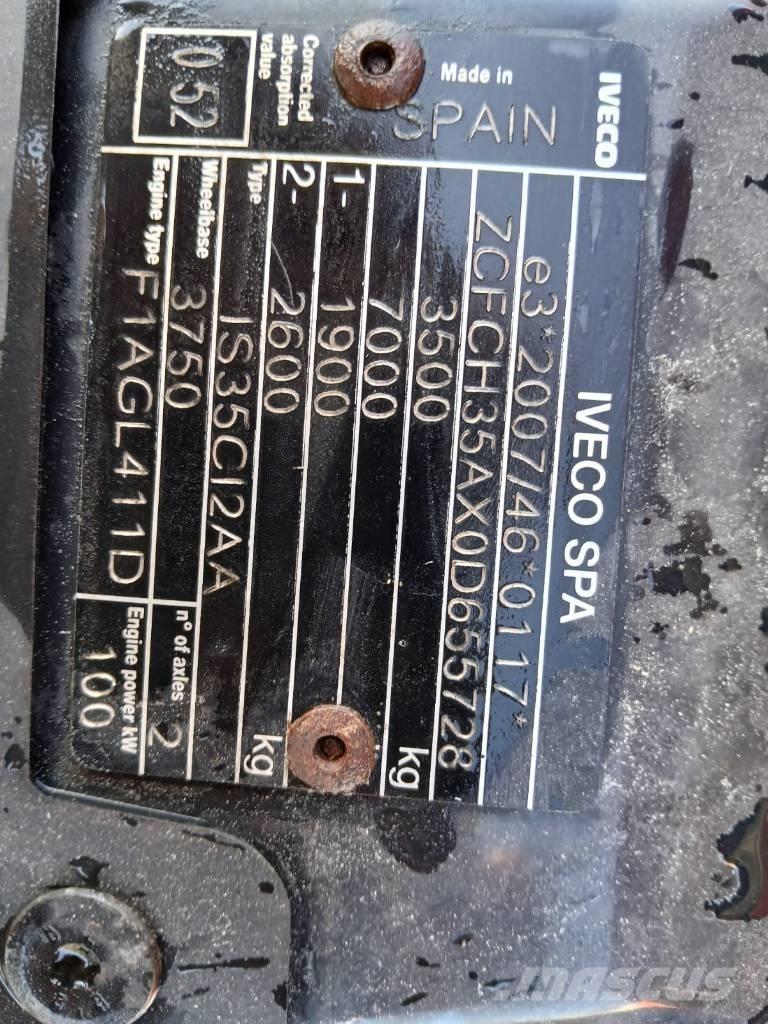 IVECO
Made in
SPAIN
Corrected
absorption
value
0.52
IVECO SPA
e3*2007/46*0117*
ZCFCH35AX0D655728
3500 kg
7000
1- 1900
2- 2600 kg
Type IS35CI2AA
Wheelbase 3750 n° of axles 2
Engine type F1AGL411D Engine power kW 100
MASCUS